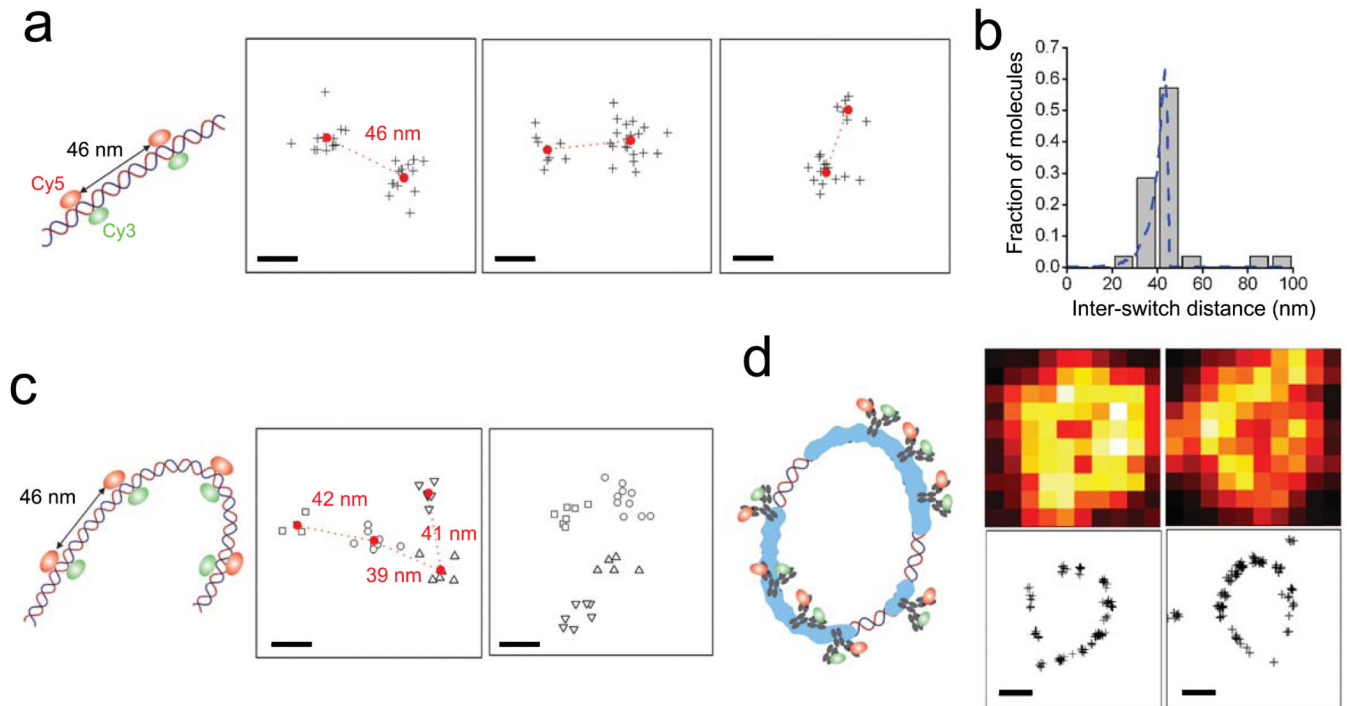 a
46 nm
Cy5
Cy3
46 nm
b
Fraction of molecules
0.7
0.6
0.5
0.4
0.3
0.2
0.1
0.0
0 20 40 60 80 100
Inter-switch distance (nm)
c
46 nm
42 nm
41 nm
39 nm
d